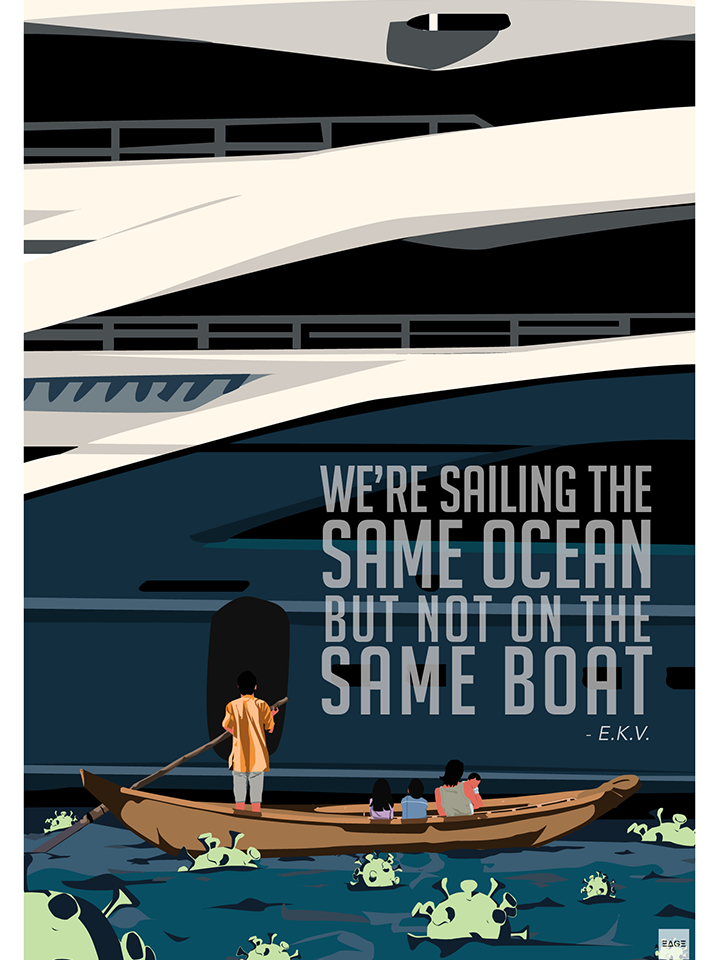 WE'RE SAILING THE
SAME OCEAN
BUT NOT ON THE
SAME BOAT
- E.K.V.
EAGE